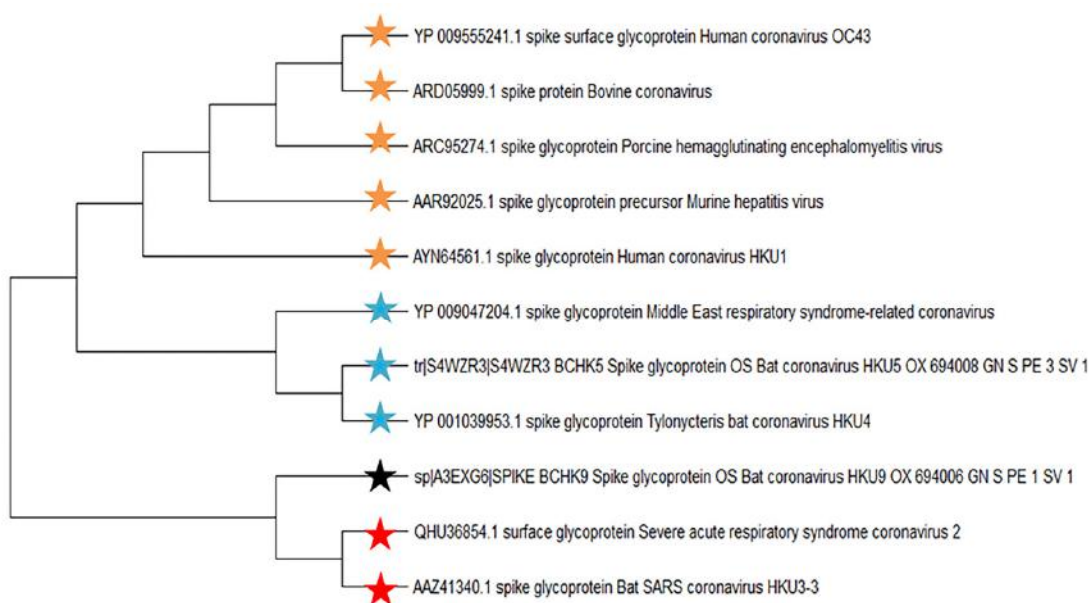 YP 009555241.1 spike surface glycoprotein Human coronavirus OC43
ARD05999.1 spike protein Bovine coronavirus
ARC95274.1 spike glycoprotein Porcine hemagglutinating encephalomyelitis virus
AAR92025.1 spike glycoprotein precursor Murine hepatitis virus
AYN64561.1 spike glycoprotein Human coronavirus HKU1
YP 009047204.1 spike glycoprotein Middle East respiratory syndrome-related coronavirus
tr|S4WZR3|S4WZR3 BCHK5 Spike glycoprotein OS Bat coronavirus HKU5 OX 694008 GN S PE 3 SV 1
YP 001039953.1 spike glycoprotein Tylonycteris bat coronavirus HKU4
sp|A3EXG6|SPIKE BCHK9 Spike glycoprotein OS Bat coronavirus HKU9 OX 694006 GN S PE 1 SV 1
QHU36854.1 surface glycoprotein Severe acute respiratory syndrome coronavirus 2
AAZ41340.1 spike glycoprotein Bat SARS coronavirus HKU3-3